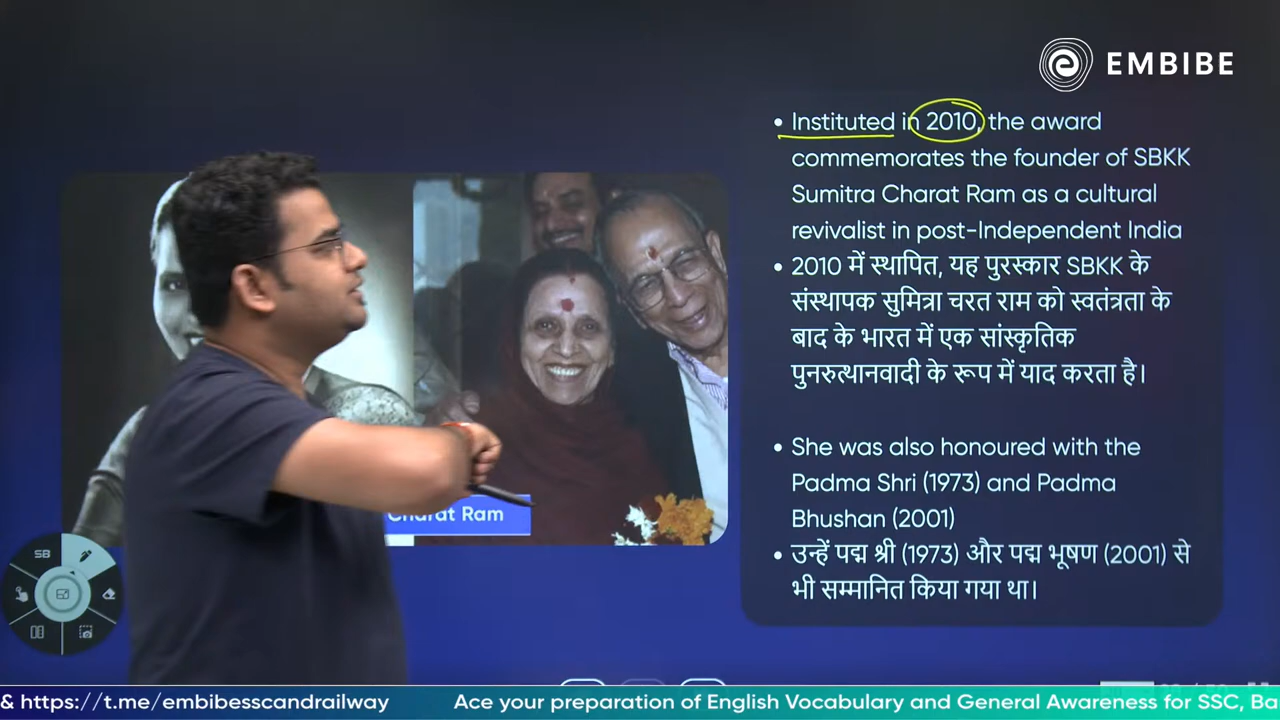 EMBIBE
• Instituted in 2010, the award
commemorates the founder of SBKK
Sumitra Charat Ram as a cultural
revivalist in post-Independent India
• 2010 में स्थापित, यह पुरस्कार SBKK के
संस्थापक सुमित्रा चरत राम को स्वतंत्रता के
बाद के भारत में एक सांस्कृतिक
पुनरुत्थानवादी के रूप में याद करता है।
• She was also honoured with the
Padma Shri (1973) and Padma
Bhushan (2001)
• उन्हें पद्म श्री (1973) और पद्म भूषण (2001) से
भी सम्मानित किया गया था।
Charat Ram
SB
& https://t.me/embibesscandrailway Ace your preparation of English Vocabulary and General Awareness for SSC, Ba